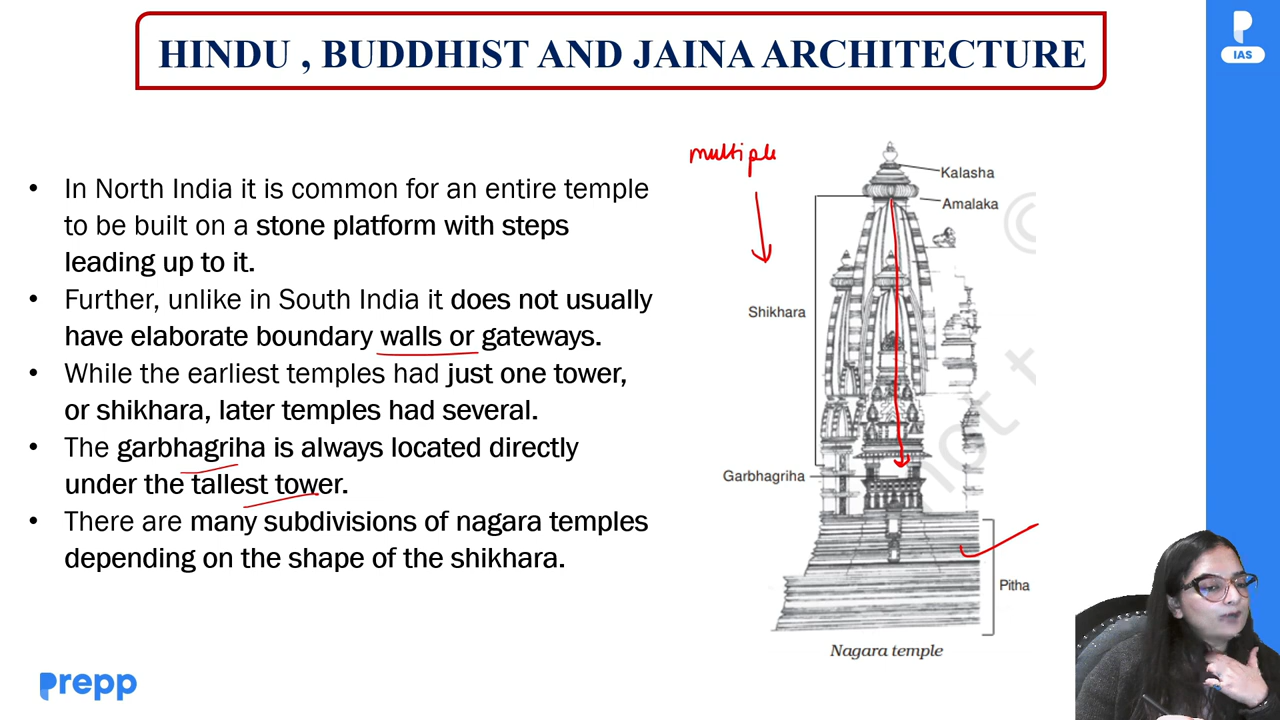 HINDU , BUDDHIST AND JAINA ARCHITECTURE
IAS
• In North India it is common for an entire temple
to be built on a stone platform with steps
leading up to it.
• Further, unlike in South India it does not usually
have elaborate boundary walls or gateways.
• While the earliest temples had just one tower,
or shikhara, later temples had several.
• The garbhagriha is always located directly
under the tallest tower.
• There are many subdivisions of nagara temples
depending on the shape of the shikhara.
multiple
Kalasha
Amalaka
Shikhara
Garbhagriha
Pitha
Nagara temple
©
not t
prepp